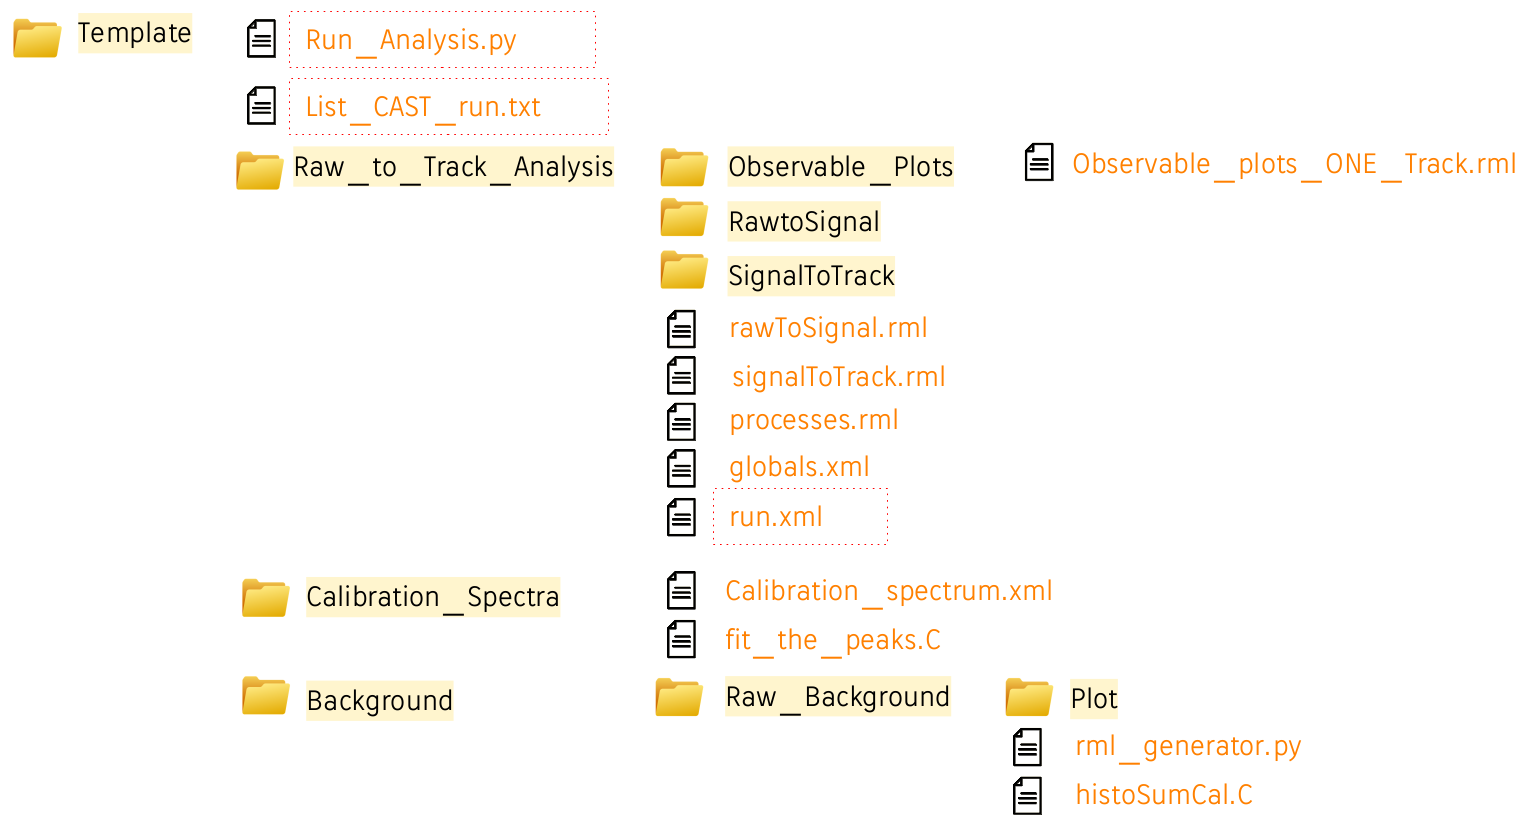 Template
Run_Analysis.py
List_CAST_run.txt
Raw_to_Track_Analysis
Observable_Plots
Observable_plots_ONE_Track.rml
RawtoSignal
SignalToTrack
rawToSignal.rml
signalToTrack.rml
processes.rml
globals.xml
run.xml
Calibration_Spectra
Calibration_spectrum.xml
fit_the_peaks.C
Background
Raw_Background
Plot
rml_generator.py
histoSumCal.C